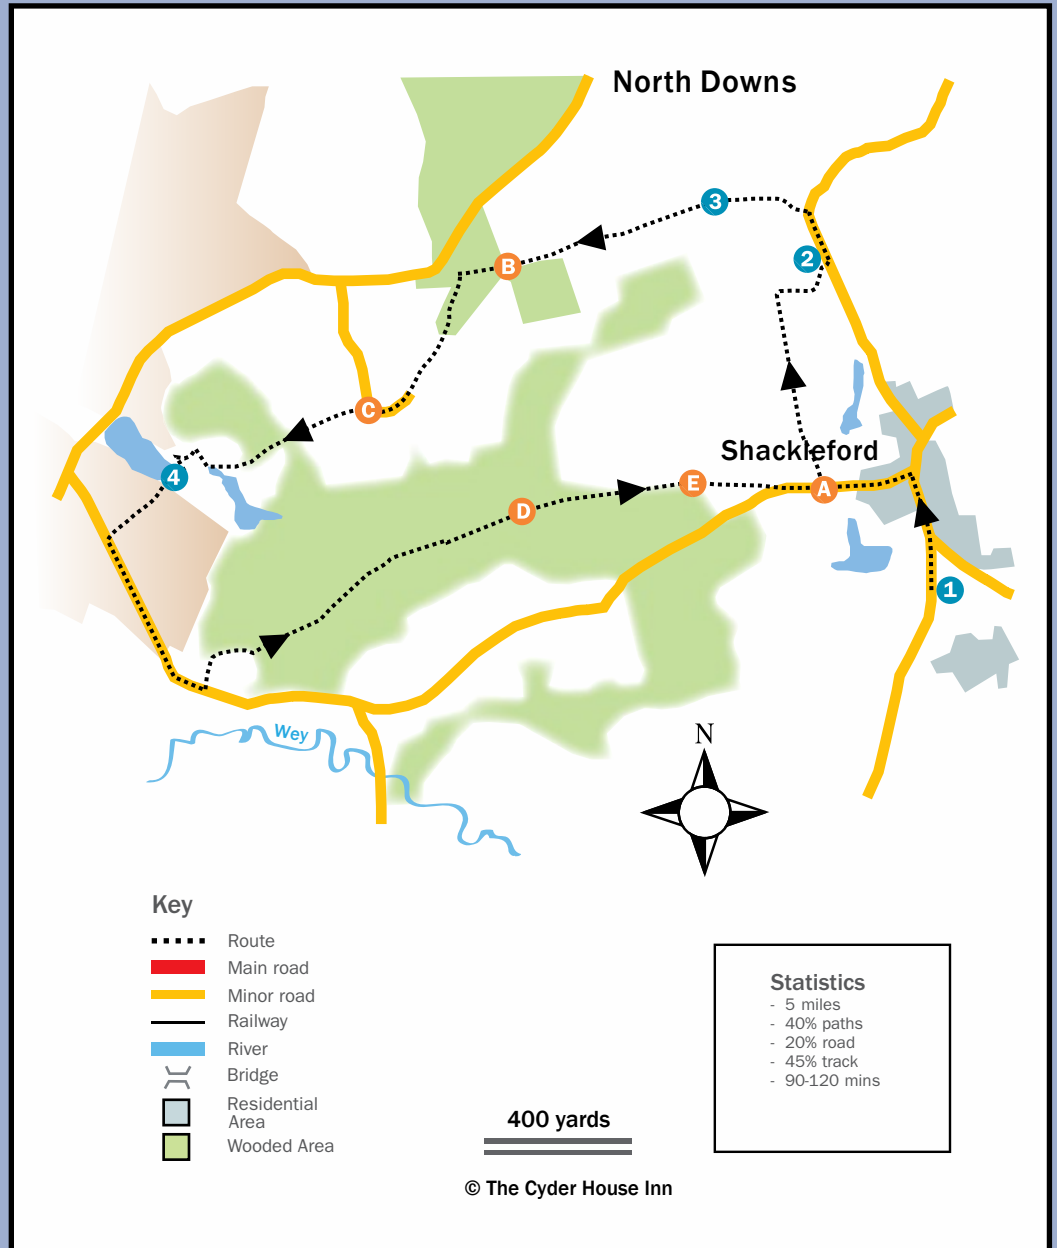 North Downs
3
2
B
C
Shackleford
4
E
A
D
1
Wey
N
Key
Route
Main road
Minor road
Railway
River
Bridge
Residential
Area
Wooded Area
400 yards
© The Cyder House Inn
Statistics
- 5 miles
- 40% paths
- 20% road
- 45% track
- 90-120 mins